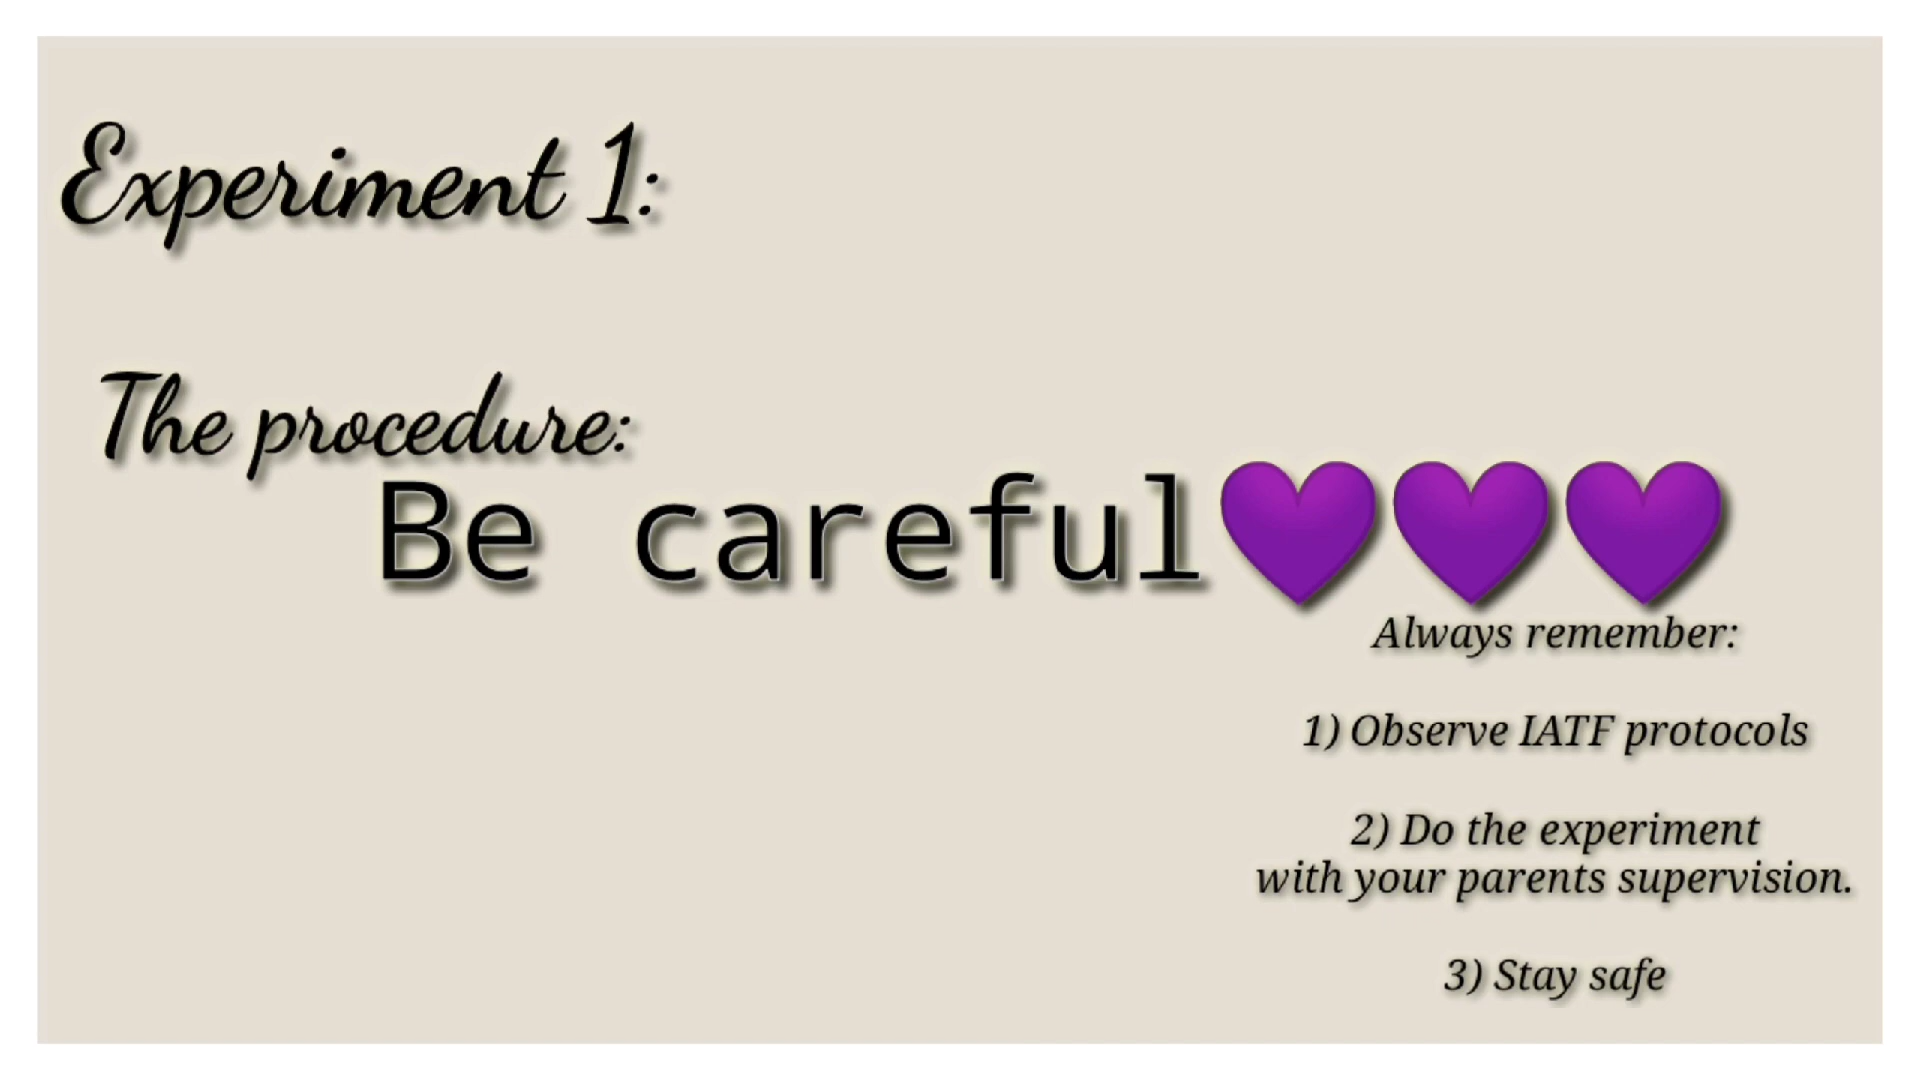 Experiment 1:
The procedure:
Be careful💜💜💜
Always remember:
1) Observe IATF protocols
2) Do the experiment
with your parents supervision.
3) Stay safe